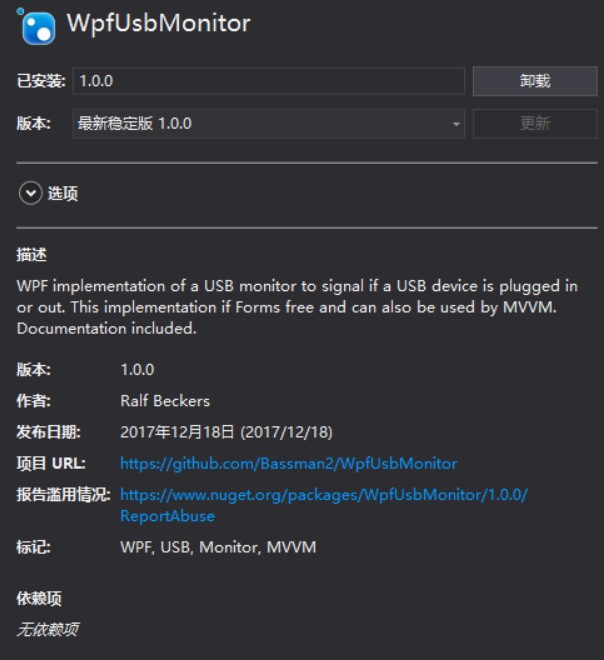 WpfUsbMonitor
已安装: 1.0.0 卸载
版本: 最新稳定版 1.0.0 更新
选项
描述
WPF implementation of a USB monitor to signal if a USB device is plugged in
or out. This implementation if Forms free and can also be used by MVVM.
Documentation included.
版本: 1.0.0
作者: Ralf Beckers
发布日期: 2017年12月18日 (2017/12/18)
项目 URL: https://github.com/Bassman2/WpfUsbMonitor
报告滥用情况: https://www.nuget.org/packages/WpfUsbMonitor/1.0.0/
ReportAbuse
标记: WPF, USB, Monitor, MVVM
依赖项
无依赖项